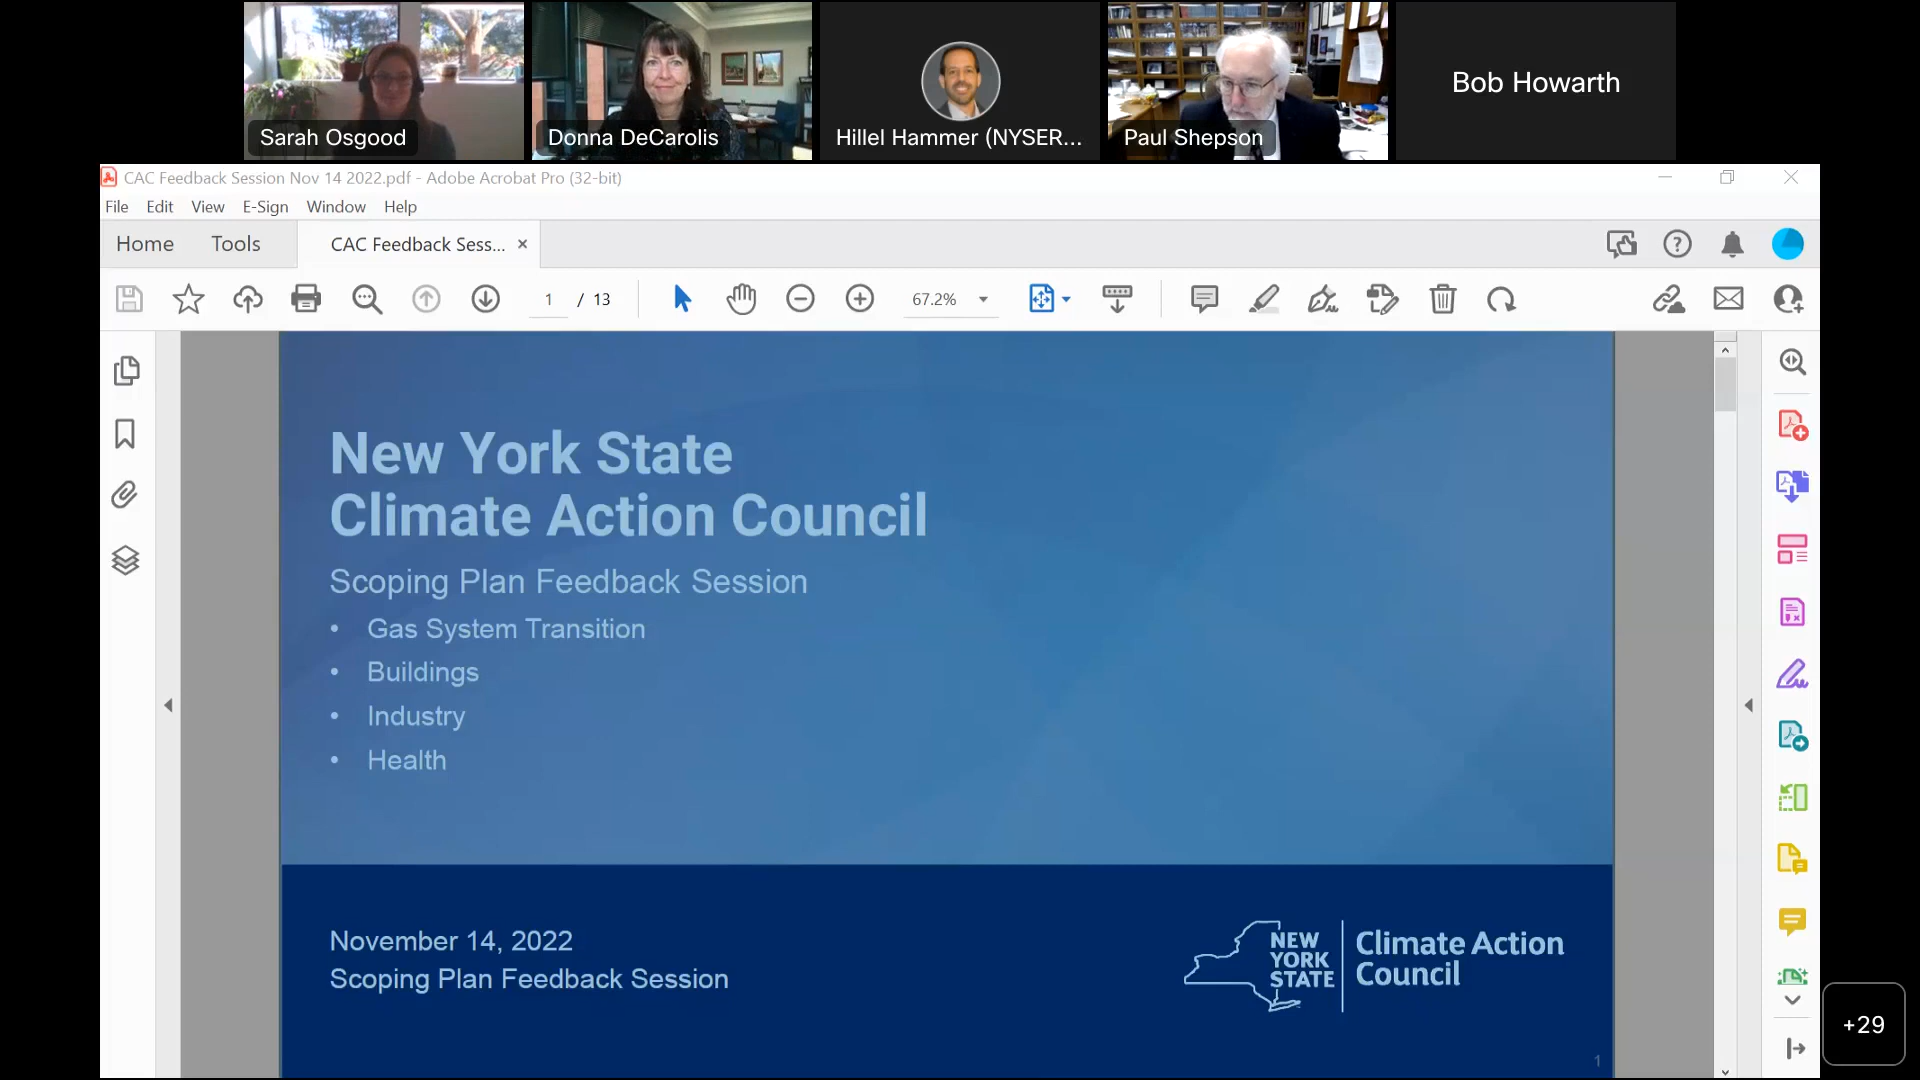 Sarah Osgood
Donna DeCarolis
Hillel Hammer (NYSER...
Paul Shepson
Bob Howarth
CAC Feedback Session Nov 14 2022.pdf - Adobe Acrobat Pro (32-bit)
File Edit View E-Sign Window Help
Home Tools CAC Feedback Sess... ×
1 / 13 67.2%
New York State
Climate Action Council
Scoping Plan Feedback Session
• Gas System Transition
• Buildings
• Industry
• Health
November 14, 2022
Scoping Plan Feedback Session
NEW
YORK
STATE
Climate Action
Council
1
+29